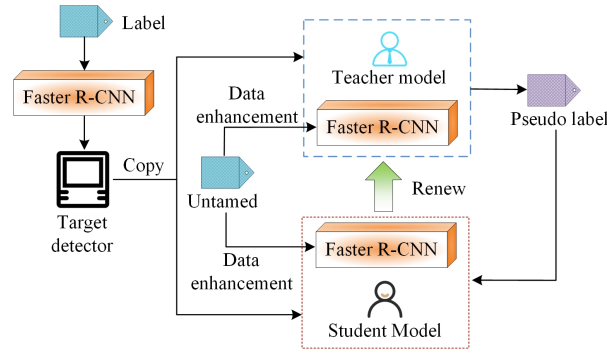 Label
Faster R-CNN
Target
detector
Copy
Data
enhancement
Untamed
Data
enhancement
Teacher model
Faster R-CNN
Renew
Faster R-CNN
Student Model
Pseudo label